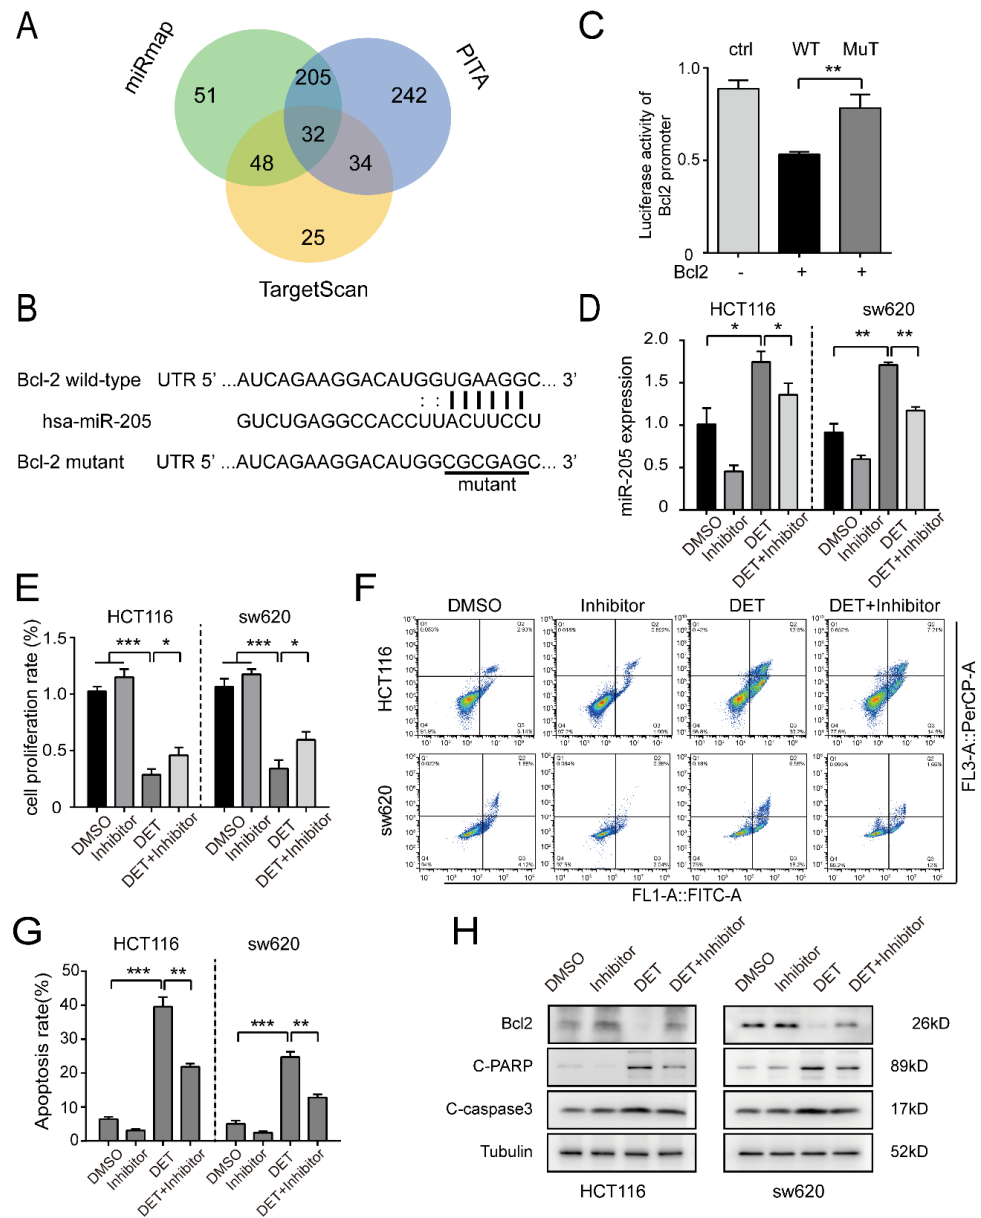 A
miRmap
PITA
51
205
242
32
48
34
25
TargetScan
B
Bcl-2 wild-type UTR 5’ ...AUCAGAAGGACAUGGUGAAGGC... 3’
: :
hsa-miR-205 GUCUGAGGCCACCUUACUUCCU
Bcl-2 mutant UTR 5’ ...AUCAGAAGGACAUGGCGCGAGC... 3’
mutant
C
ctrl WT MuT
**
Luciferase activity of
Bcl2 promoter
1.0
0.5
0
Bcl2 - + +
D
HCT116 sw620
* * ** **
miR-205 expression
2.0
1.5
1.0
0.5
0
DMSO Inhibitor DET DET+Inhibitor DMSO Inhibitor DET DET+Inhibitor
E
HCT116 sw620
*** * *** *
cell proliferation rate (%)
1.5
1.0
0.5
0
DMSO Inhibitor DET DET+Inhibitor DMSO Inhibitor DET DET+Inhibitor
F
DMSO Inhibitor DET DET+Inhibitor
HCT116
sw620
FL3-A::PerCP-A
FL1-A::FITC-A
G
HCT116 sw620
*** ** *** **
Apoptosis rate(%)
50
40
30
20
10
0
DMSO Inhibitor DET DET+Inhibitor DMSO Inhibitor DET DET+Inhibitor
H
DMSO Inhibitor DET DET+Inhibitor DMSO Inhibitor DET DET+Inhibitor
Bcl2 26kD
C-PARP 89kD
C-caspase3 17kD
Tubulin 52kD
HCT116 sw620